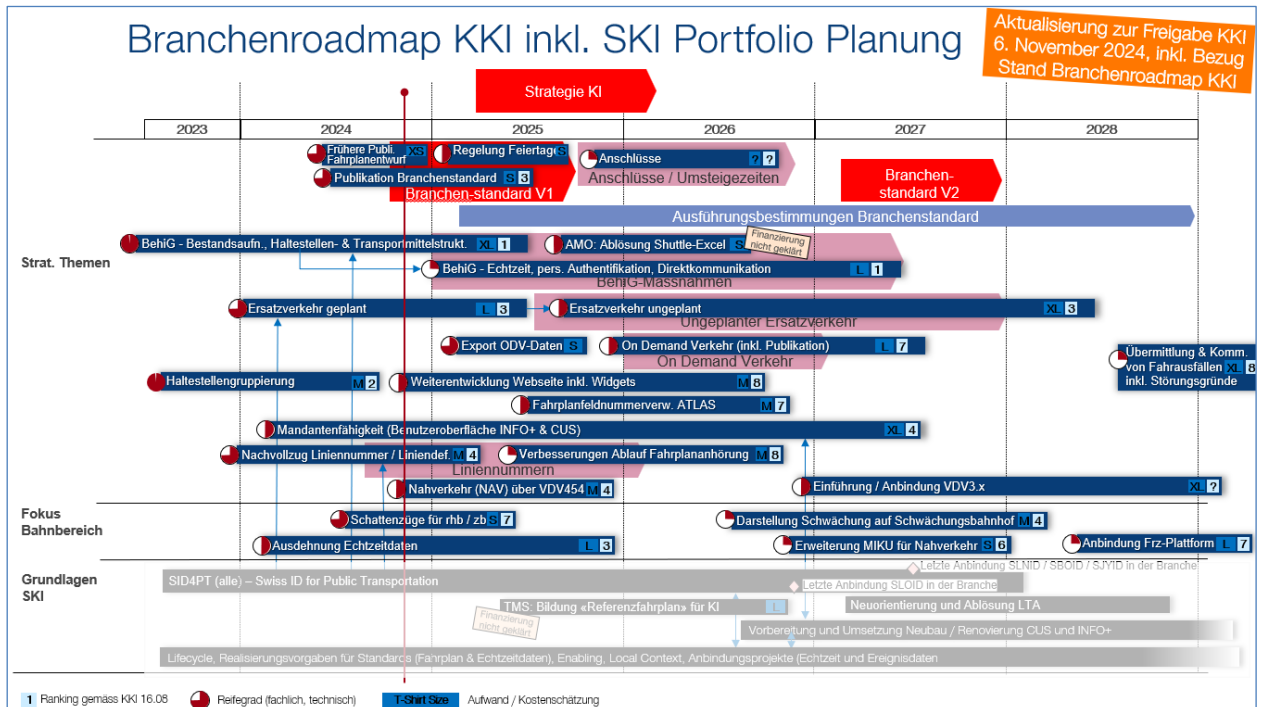 Branchenroadmap KKI inkl. SKI Portfolio Planung
Aktualisierung zur Freigabe KKI
6. November 2024, inkl. Bezug
Stand Branchenroadmap KKI
Strategie KI
2023 2024 2025 2026 2027 2028
Strat. Themen
Frühere Publ.
Fahrplanentwurf XS
Regelung Feiertage S
Anschlüsse ? ?
Anschlüsse / Umsteigezeiten
Publikation Branchenstandard S 3
Branchen-standard V1
Branchen-
standard V2
Ausführungsbestimmungen Branchenstandard
BehiG - Bestandsaufn., Haltestellen- & Transportmittelstrukt. XL 1
AMO: Ablösung Shuttle-Excel S
Finanzierung
nicht geklärt
BehiG - Echtzeit, pers. Authentifikation, Direktkommunikation L 1
BehiG-Massnahmen
Ersatzverkehr geplant L 3
Ersatzverkehr ungeplant XL 3
Ungeplanter Ersatzverkehr
Export ODV-Daten S
On Demand Verkehr (inkl. Publikation) L 7
On Demand Verkehr
Übermittlung & Komm.
von Fahrausfällen XL 8
inkl. Störungsgründe
Haltestellengruppierung M 2
Weiterentwicklung Webseite inkl. Widgets M 8
Fahrplanfeldnummerverw. ATLAS M 7
Mandantenfähigkeit (Benutzeroberfläche INFO+ & CUS) XL 4
Nachvollzug Liniennummer / Liniendef. M 4
Verbesserungen Ablauf Fahrplananhörung M 8
Liniennummern
Nahverkehr (NAV) über VDV454 M 4
Einführung / Anbindung VDV3.x XL ?
Fokus
Bahnbereich
Schattenzüge für rhb / zb S 7
Darstellung Schwächung auf Schwächungsbahnhof M 4
Ausdehnung Echtzeitdaten L 3
Erweiterung MIKU für Nahverkehr S 6
Anbindung Frz-Plattform L 7
Grundlagen
SKI
Letzte Anbindung SLNID / SBOID / SJYID in der Branche
SID4PT (alle) – Swiss ID for Public Transportation
Letzte Anbindung SLOID in der Branche
TMS: Bildung «Referenzfahrplan» für KI L
Neuorientierung und Ablösung LTA
Finanzierung
nicht geklärt
Vorbereitung und Umsetzung Neubau / Renovierung CUS und INFO+
Lifecycle, Realisierungsvorgaben für Standards (Fahrplan & Echtzeitdaten), Enabling, Local Context, Anbindungsprojekte (Echtzeit und Ereignisdaten
1 Ranking gemäss KKI 16.08
Reifegrad (fachlich, technisch)
T-Shirt Size Aufwand / Kostenschätzung